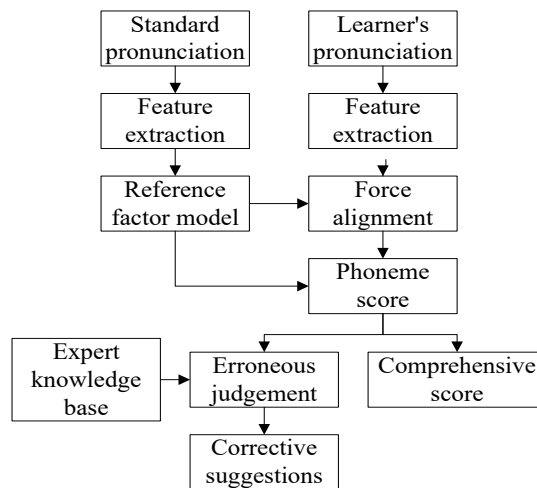 Standard
pronunciation
Learner's
pronunciation
Feature
extraction
Feature
extraction
Reference
factor model
Force
alignment
Phoneme
score
Expert
knowledge
base
Erroneous
judgement
Comprehensive
score
Corrective
suggestions